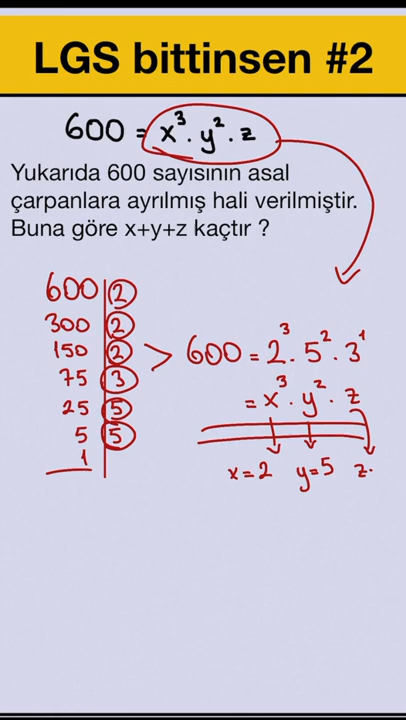 LGS bittinsen #2
600 = x³. y². z
Yukarıda 600 sayısının asal
çarpanlara ayrılmış hali verilmiştir.
Buna göre x+y+z kaçtır ?
600 | 2
300 | 2
150 | 2
75 | 3
25 | 5
5 | 5
1
> 600 = 2³. 5². 3¹
= x³. y². z
x=2 y=5 z.